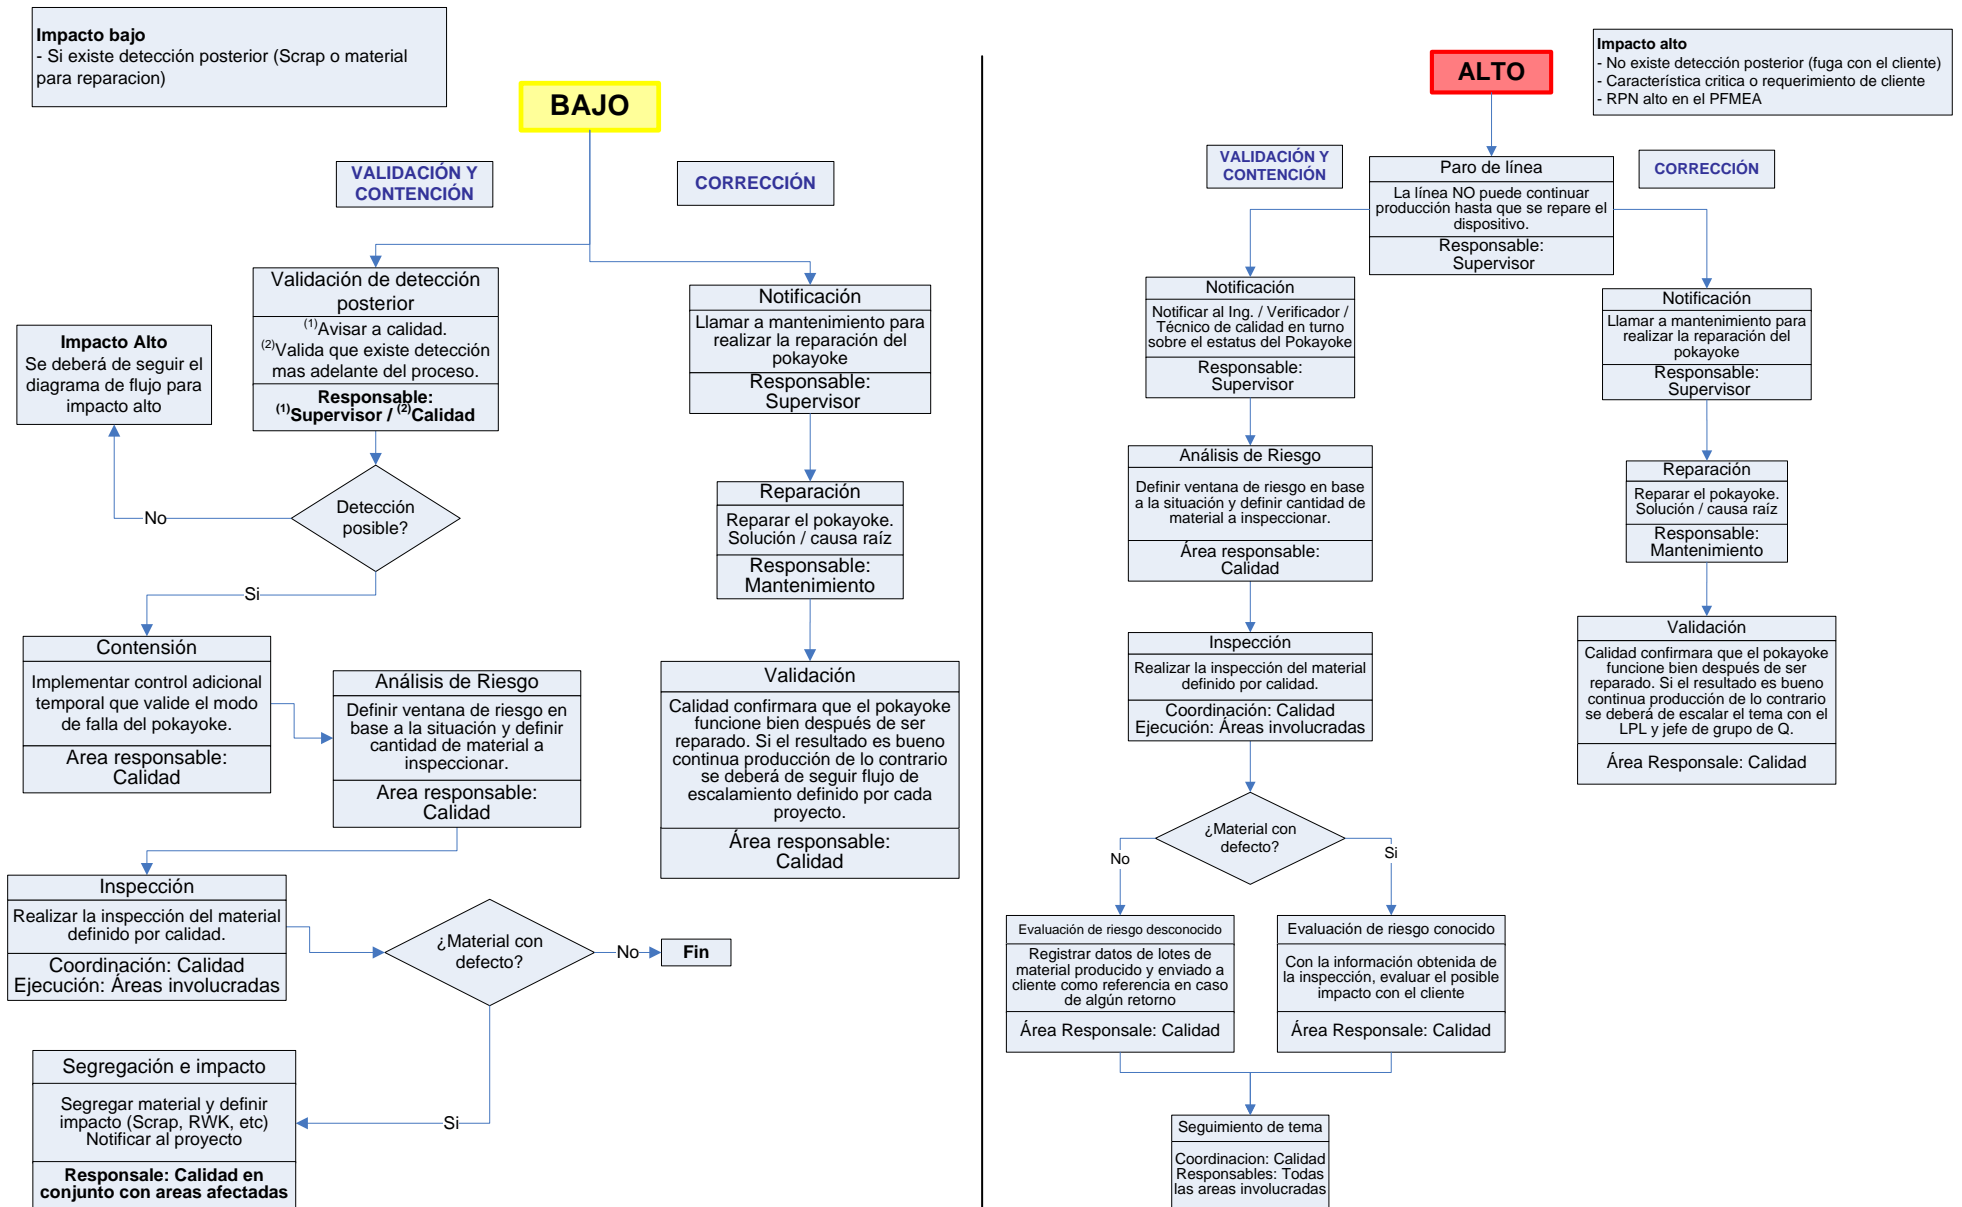 Impacto bajo
- Si existe detección posterior (Scrap o material
para reparacion)
BAJO
VALIDACIÓN Y
CONTENCIÓN
CORRECCIÓN
Validación de detección
posterior
(1)Avisar a calidad.
(2)Valida que existe detección
mas adelante del proceso.
Responsable:
(1)Supervisor / (2)Calidad
Impacto Alto
Se deberá de seguir el
diagrama de flujo para
impacto alto
Detección
posible?
No
Si
Notificación
Llamar a mantenimiento para
realizar la reparación del
pokayoke
Responsable:
Supervisor
Reparación
Reparar el pokayoke.
Solución / causa raíz
Responsable:
Mantenimiento
Validación
Calidad confirmara que el pokayoke
funcione bien después de ser
reparado. Si el resultado es bueno
continua producción de lo contrario
se deberá de seguir flujo de
escalamiento definido por cada
proyecto.
Área responsable:
Calidad
Contensión
Implementar control adicional
temporal que valide el modo
de falla del pokayoke.
Area responsable:
Calidad
Análisis de Riesgo
Definir ventana de riesgo en
base a la situación y definir
cantidad de material a
inspeccionar.
Area responsable:
Calidad
Inspección
Realizar la inspección del material
definido por calidad.
Coordinación: Calidad
Ejecución: Áreas involucradas
¿Material con
defecto?
No
Fin
Si
Segregación e impacto
Segregar material y definir
impacto (Scrap, RWK, etc)
Notificar al proyecto
Responsale: Calidad en
conjunto con areas afectadas
ALTO
Impacto alto
- No existe detección posterior (fuga con el cliente)
- Característica critica o requerimiento de cliente
- RPN alto en el PFMEA
VALIDACIÓN Y
CONTENCIÓN
CORRECCIÓN
Paro de línea
La línea NO puede continuar
producción hasta que se repare el
dispositivo.
Responsable:
Supervisor
Notificación
Notificar al Ing. / Verificador /
Técnico de calidad en turno
sobre el estatus del Pokayoke
Responsable:
Supervisor
Análisis de Riesgo
Definir ventana de riesgo en base
a la situación y definir cantidad de
material a inspeccionar.
Área responsable:
Calidad
Inspección
Realizar la inspección del material
definido por calidad.
Coordinación: Calidad
Ejecución: Áreas involucradas
¿Material con
defecto?
No
Si
Evaluación de riesgo desconocido
Registrar datos de lotes de
material producido y enviado a
cliente como referencia en caso
de algún retorno
Área Responsale: Calidad
Evaluación de riesgo conocido
Con la información obtenida de
la inspección, evaluar el posible
impacto con el cliente
Área Responsale: Calidad
Seguimiento de tema
Coordinacion: Calidad
Responsables: Todas
las areas involucradas
Notificación
Llamar a mantenimiento para
realizar la reparación del
pokayoke
Responsable:
Supervisor
Reparación
Reparar el pokayoke.
Solución / causa raíz
Responsable:
Mantenimiento
Validación
Calidad confirmara que el pokayoke
funcione bien después de ser
reparado. Si el resultado es bueno
continua producción de lo contrario
se deberá de escalar el tema con el
LPL y jefe de grupo de Q.
Área Responsale: Calidad